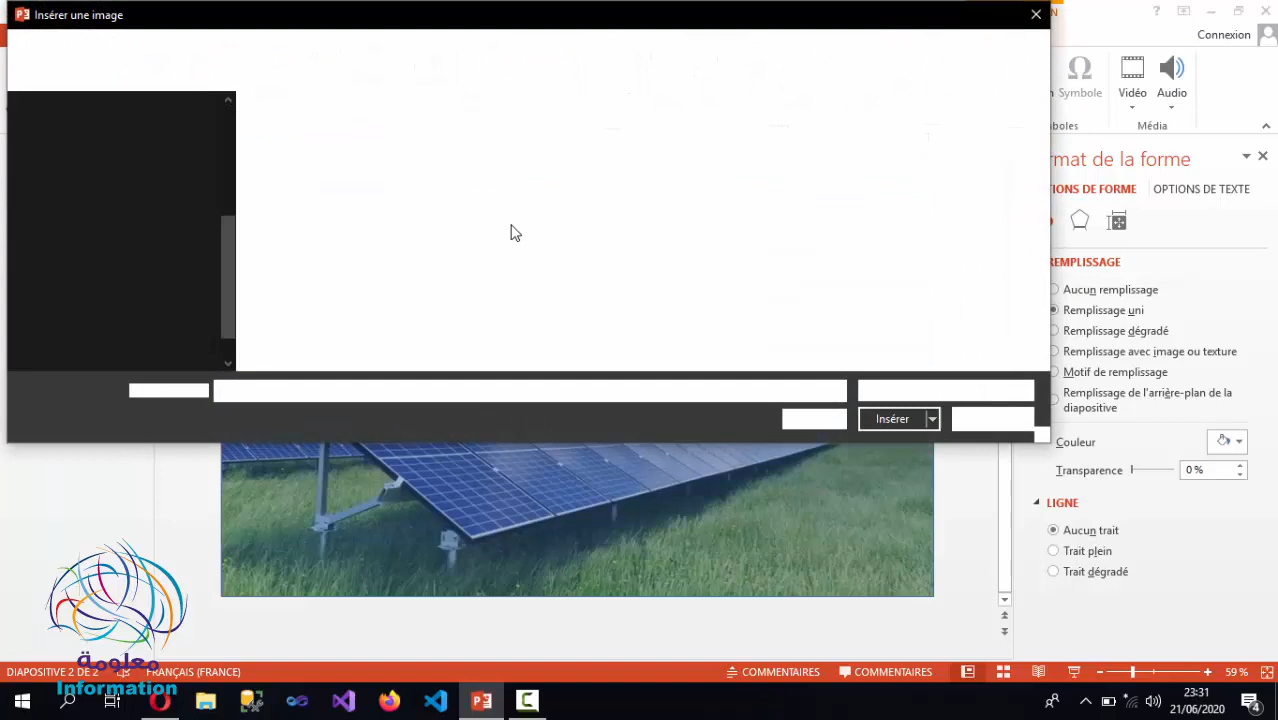 Insérer une image
N
Connexion
Symbole
Vidéo
Audio
boles
Média
rmat de la forme
IONS DE FORME
OPTIONS DE TEXTE
REMPLISSAGE
Aucun remplissage
Remplissage uni
Remplissage dégradé
Remplissage avec image ou texture
Motif de remplissage
Remplissage de l'arrière-plan de la
diapositive
Couleur
Transparence
0 %
LIGNE
Aucun trait
Trait plein
Trait dégradé
Insérer
معلومة
Information
DIAPOSITIVE 2 DE 2
FRANÇAIS (FRANCE)
COMMENTAIRES
COMMENTAIRES
59 %
23:31
21/06/2020
4